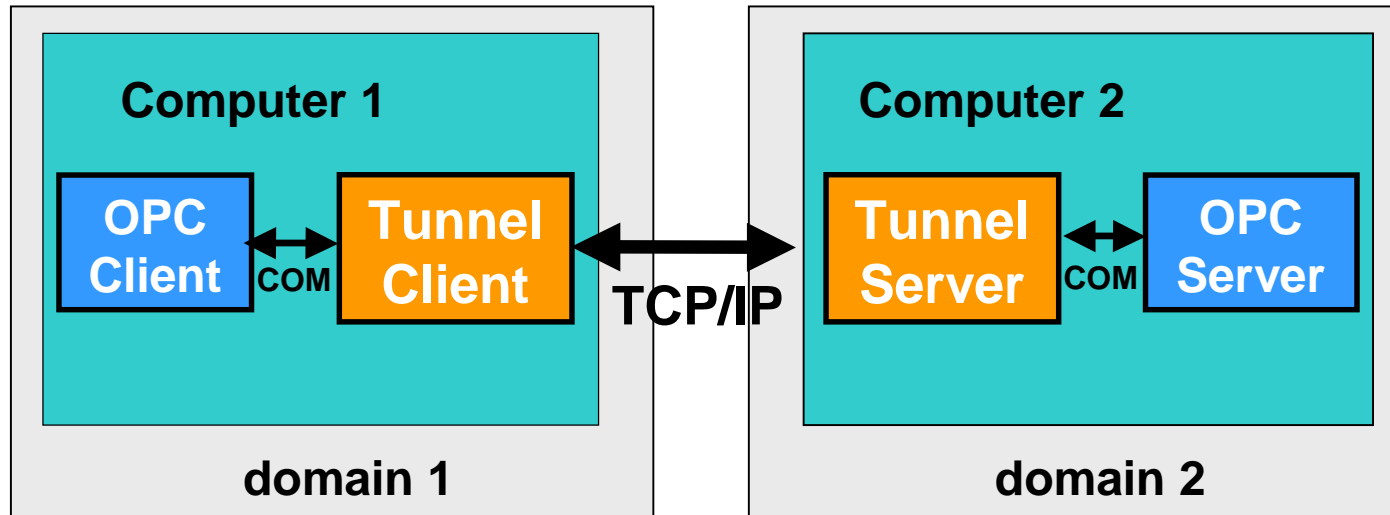 Computer 1
OPC
Client
COM
Tunnel
Client
domain 1
TCP/IP
Computer 2
Tunnel
Server
COM
OPC
Server
domain 2